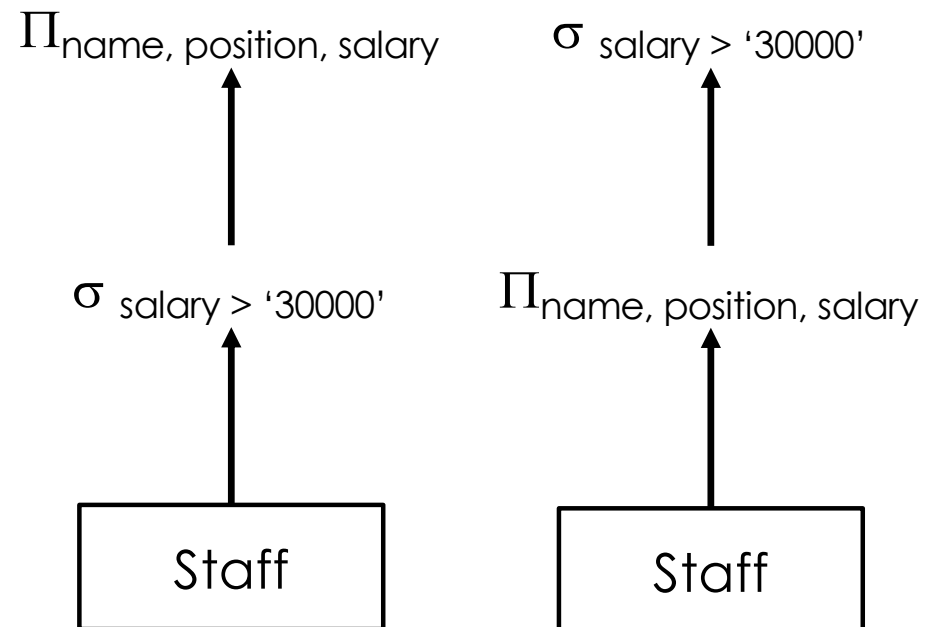 Πname, position, salary
σ salary > ‘30000’
Staff
σ salary > ‘30000’
Πname, position, salary
Staff